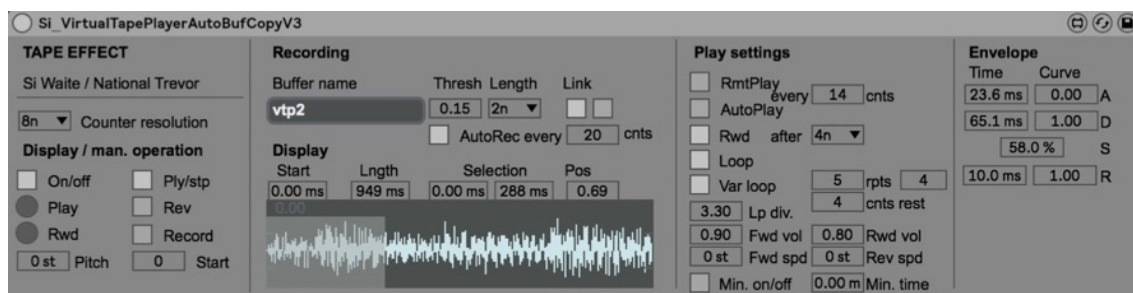 Si_VirtualTapePlayerAutoBufCopyV3
TAPE EFFECT
Si Waite / National Trevor
8n Counter resolution
Display / man. operation
On/off Ply/stp
Play Rev
Rwd Record
0 st Pitch 0 Start
Recording
Buffer name Thresh Length Link
vtp2 0.15 2n
AutoRec every 20 cnts
Display
Start Lngth Selection Pos
0.00 ms 949 ms 0.00 ms 288 ms 0.69
0.00
Play settings
RmtPlay
every 14 cnts
AutoPlay
Rwd after 4n
Loop
Var loop 5 rpts 4
4 cnts rest
3.30 Lp div.
0.90 Fwd vol 0.80 Rwd vol
0 st Fwd spd 0 st Rev spd
Min. on/off 0.00 m Min. time
Envelope
Time Curve
23.6 ms 0.00 A
65.1 ms 1.00 D
58.0 % S
10.0 ms 1.00 R